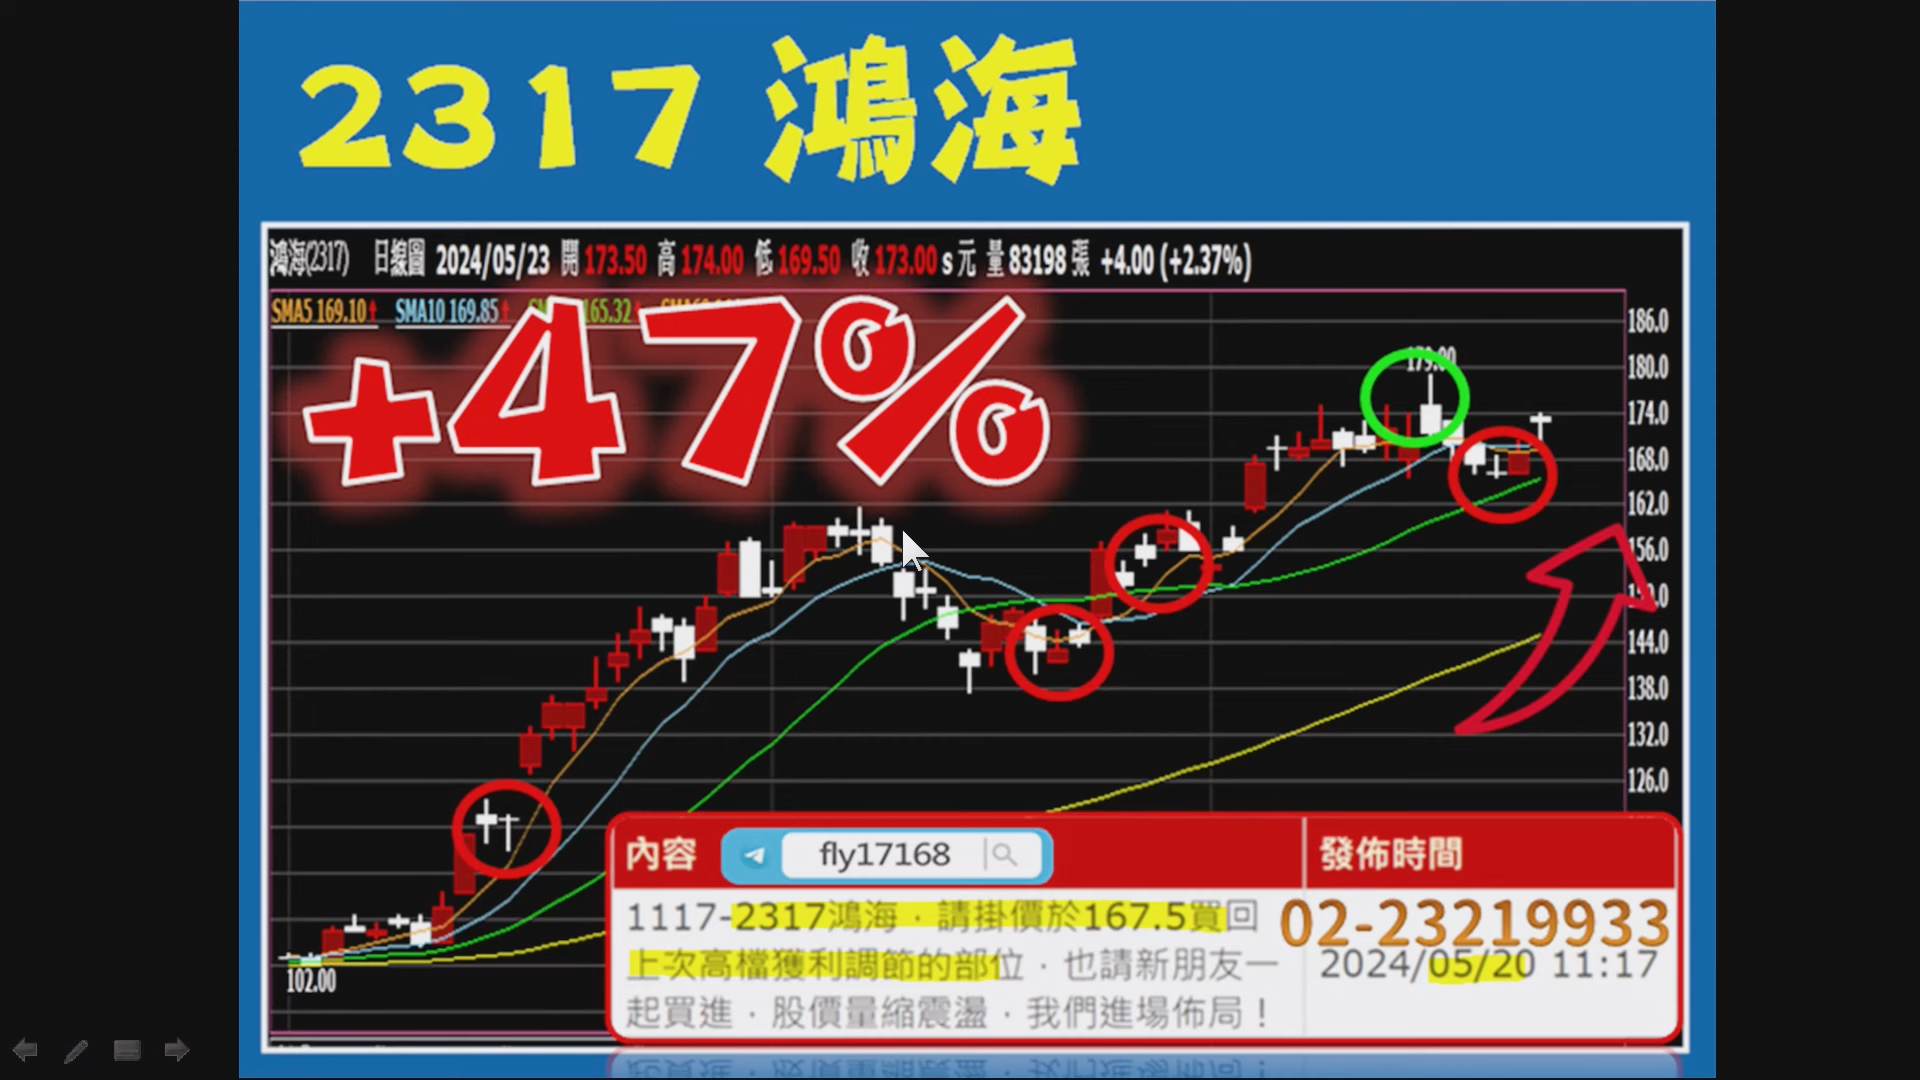 2317 鴻海
鴻海(2317) 日線圖 2024/05/23 開 173.50 高 174.00 低 169.50 收 173.00 s元 量 83198 張 +4.00 (+2.37%)
SMA5 169.10↑ SMA10 169.85↑ 165.32
+47%
179.00
186.0
180.0
174.0
168.0
162.0
156.0
144.0
138.0
132.0
126.0
102.00
內容 fly17168 發佈時間
1117-2317鴻海，請掛價於167.5買回
上次高檔獲利調節的部位．也請新朋友一
起買進．股價量縮震盪．我們進場佈局！
02-23219933
2024/05/20 11:17